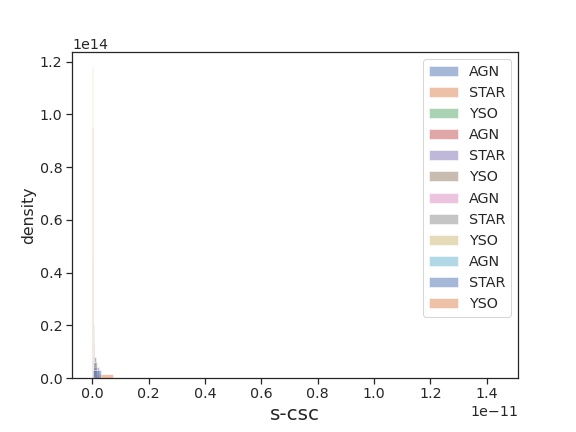 1e14
1.2
1.0
0.8
0.6
0.4
0.2
0.0
density
AGN
STAR
YSO
AGN
STAR
YSO
AGN
STAR
YSO
AGN
STAR
YSO
0.0 0.2 0.4 0.6 0.8 1.0 1.2 1.4
1e−11
s-csc